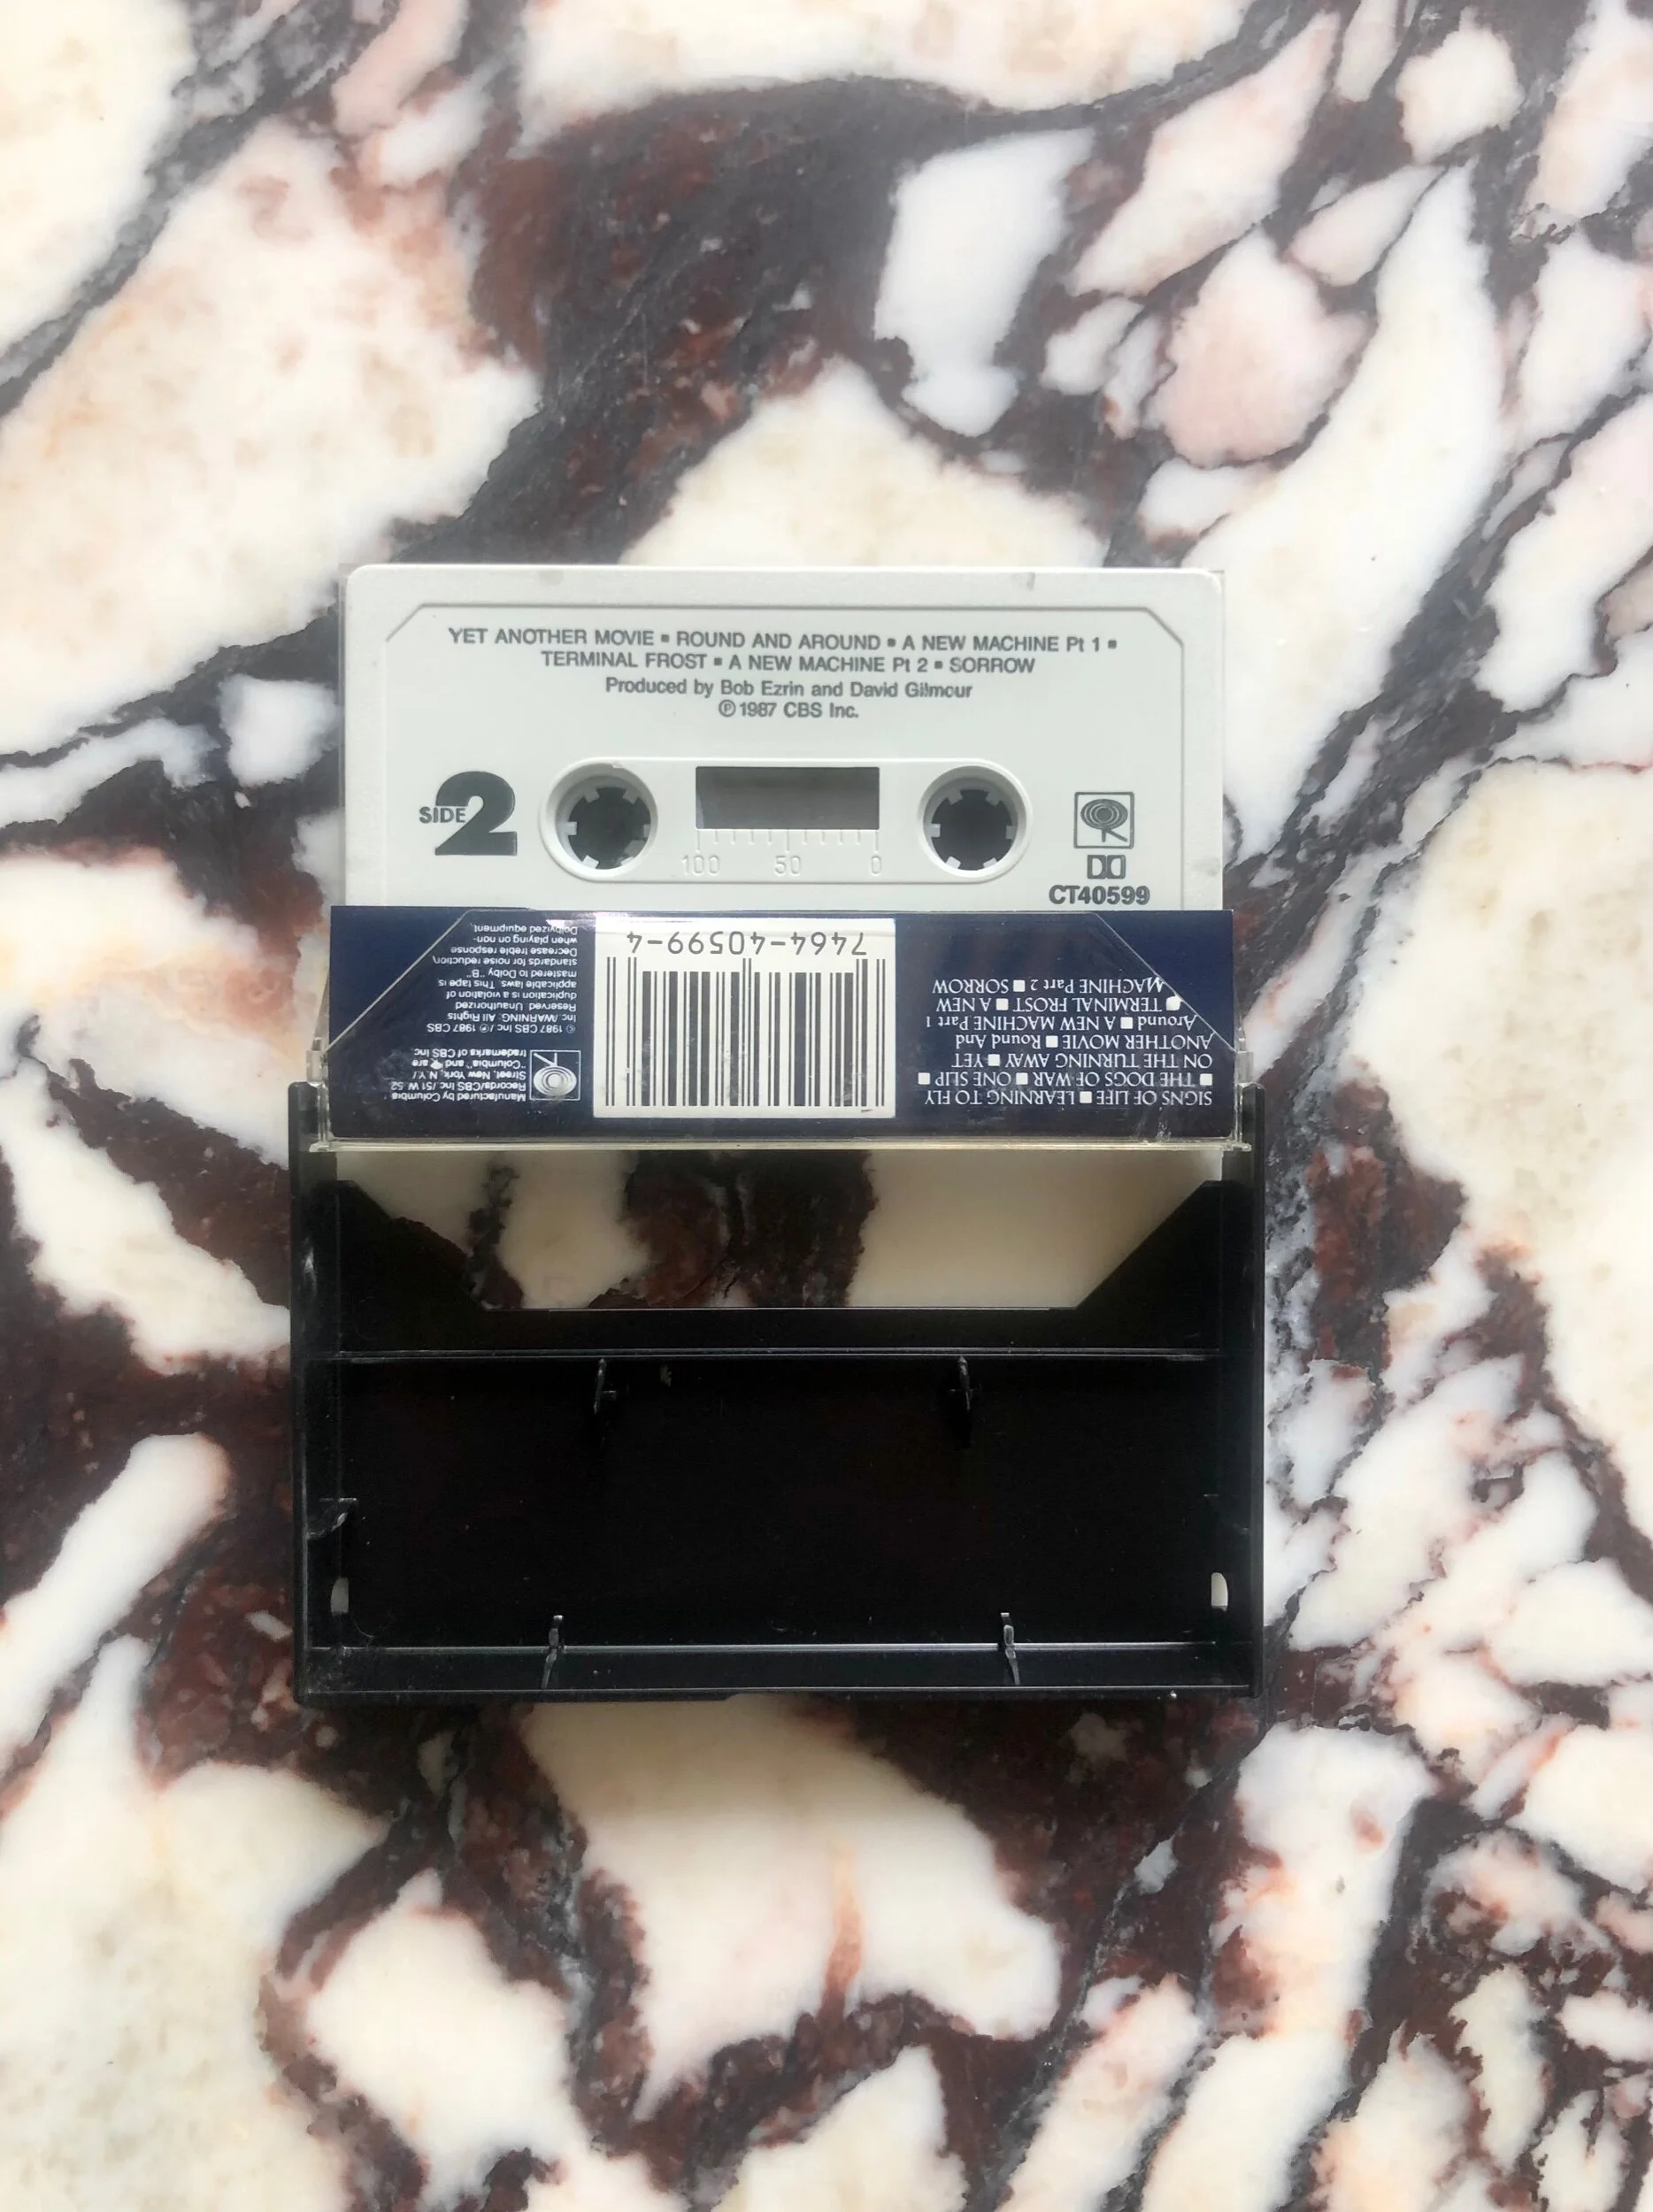 YET ANOTHER MOVIE ▪ ROUND AND AROUND ▪ A NEW MACHINE Pt 1 ▪
TERMINAL FROST ▪ A NEW MACHINE Pt 2 ▪ SORROW
Produced by Bob Ezrin and David Gilmour
Ⓟ 1987 CBS Inc.
SIDE 2
100 50 0
CT40599
SIGNS OF LIFE ■ LEARNING TO FLY
■ THE DOGS OF WAR ■ ONE SLIP ■
ON THE TURNING AWAY ■ YET
ANOTHER MOVIE ■ Round And
Around ■ A NEW MACHINE Part 1
■ TERMINAL FROST ■ A NEW
MACHINE Part 2 ■ SORROW
7464-40599-4
Manufactured by Columbia
Records/CBS Inc /51 W 52
Street, New York, N.Y./
"Columbia" and are
trademarks of CBS Inc
© 1987 CBS Inc / Ⓟ 1987 CBS
Inc./WARNING: All Rights
Reserved. Unauthorized
duplication is a violation of
applicable laws. This tape is
mastered to Dolby "B"
standards for noise reduction,
Decrease treble response
when playing on non-
Dolbyized equipment.